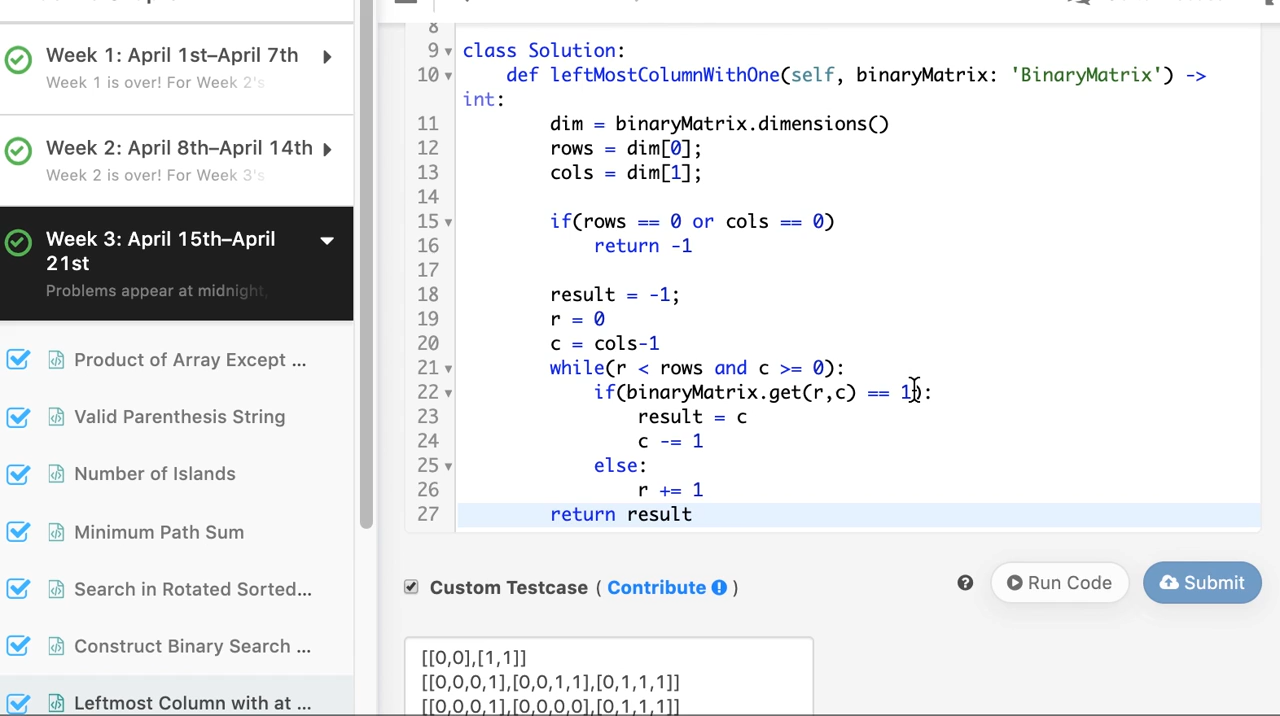 Week 1: April 1st–April 7th
Week 1 is over! For Week 2's
Week 2: April 8th–April 14th
Week 2 is over! For Week 3's
Week 3: April 15th–April
21st
Problems appear at midnight,
Product of Array Except ...
Valid Parenthesis String
Number of Islands
Minimum Path Sum
Search in Rotated Sorted...
Construct Binary Search ...
Leftmost Column with at ...
8
9 class Solution:
10 def leftMostColumnWithOne(self, binaryMatrix: 'BinaryMatrix') ->
int:
11 dim = binaryMatrix.dimensions()
12 rows = dim[0];
13 cols = dim[1];
14
15 if(rows == 0 or cols == 0)
16 return -1
17
18 result = -1;
19 r = 0
20 c = cols-1
21 while(r < rows and c >= 0):
22 if(binaryMatrix.get(r,c) == 1):
23 result = c
24 c -= 1
25 else:
26 r += 1
27 return result
Custom Testcase ( Contribute )
Run Code
Submit
[[0,0],[1,1]]
[[0,0,0,1],[0,0,1,1],[0,1,1,1]]
[[0,0,0,1],[0,0,0,0],[0,1,1,1]]